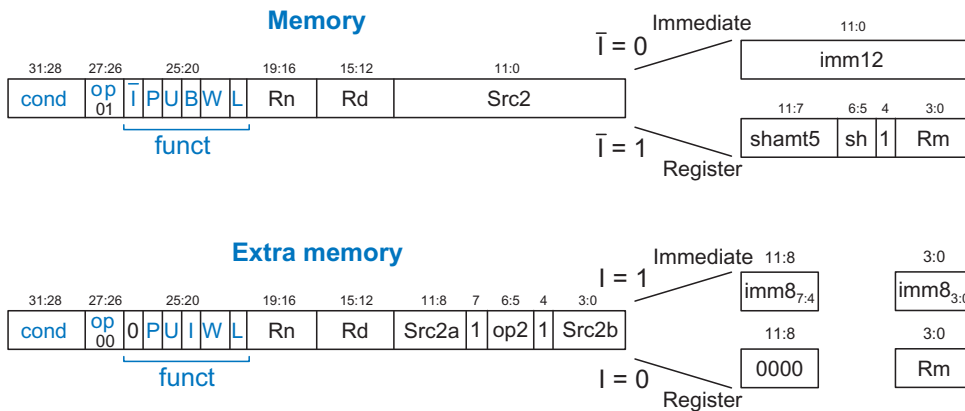 Memory
Immediate
11:0
Ī = 0
imm12
31:28 27:26 25:20 19:16 15:12 11:0
cond op 01 Ī P U B W L Rn Rd Src2
funct
Ī = 1
Register
11:7 6:5 4 3:0
shamt5 sh 1 Rm
Extra memory
Immediate
I = 1
11:8 3:0
imm8₇:₄ imm8₃:₀
31:28 27:26 25:20 19:16 15:12 11:8 7 6:5 4 3:0
cond op 00 0 P U I W L Rn Rd Src2a 1 op2 1 Src2b
funct
I = 0
Register
11:8 3:0
0000 Rm